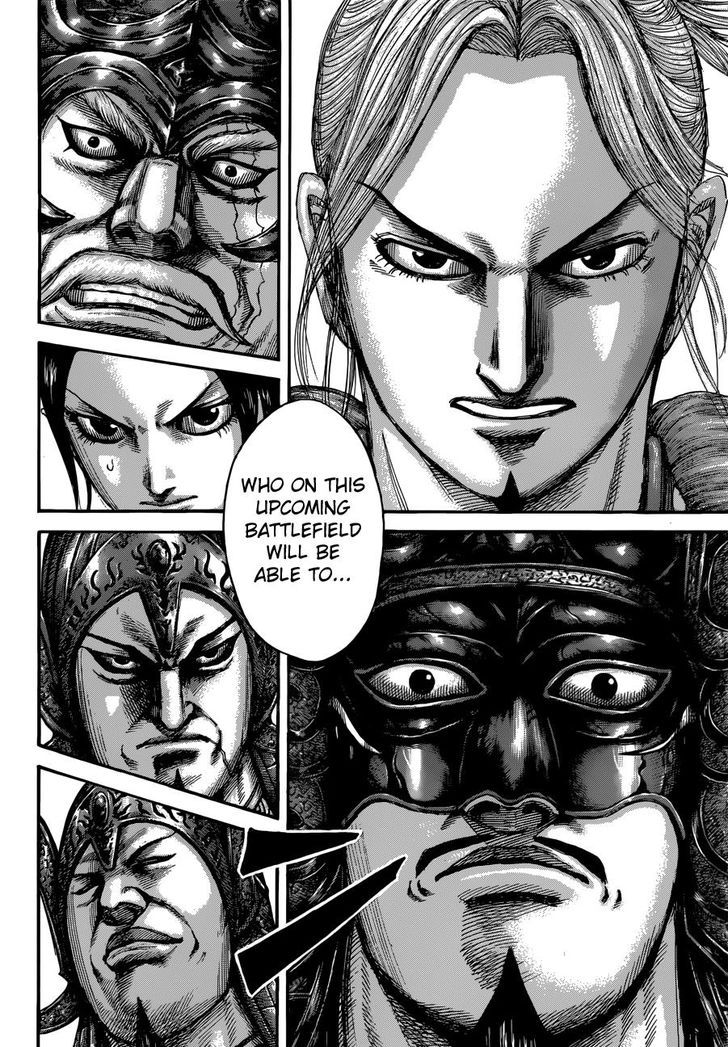 WHO ON THIS
UPCOMING
BATTLEFIELD
WILL BE
ABLE TO...